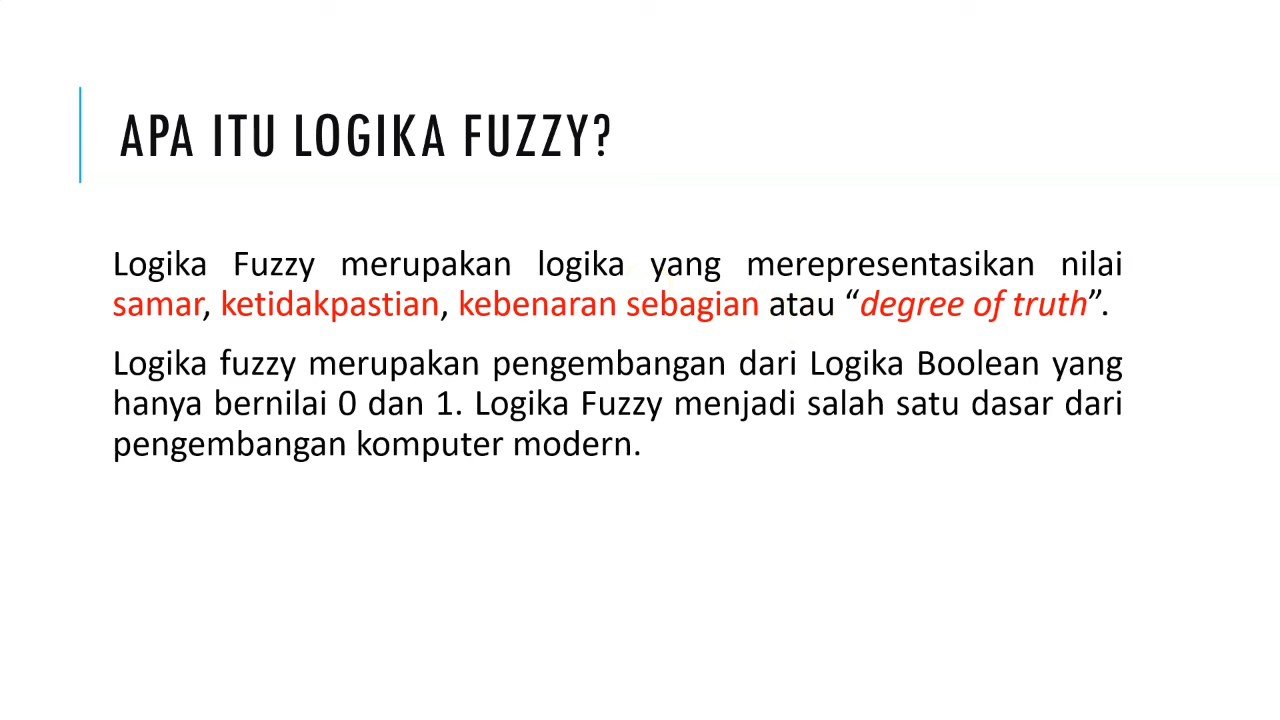 APA ITU LOGIKA FUZZY?
Logika Fuzzy merupakan logika yang merepresentasikan nilai
samar, ketidakpastian, kebenaran sebagian atau “degree of truth”.
Logika fuzzy merupakan pengembangan dari Logika Boolean yang
hanya bernilai 0 dan 1. Logika Fuzzy menjadi salah satu dasar dari
pengembangan komputer modern.